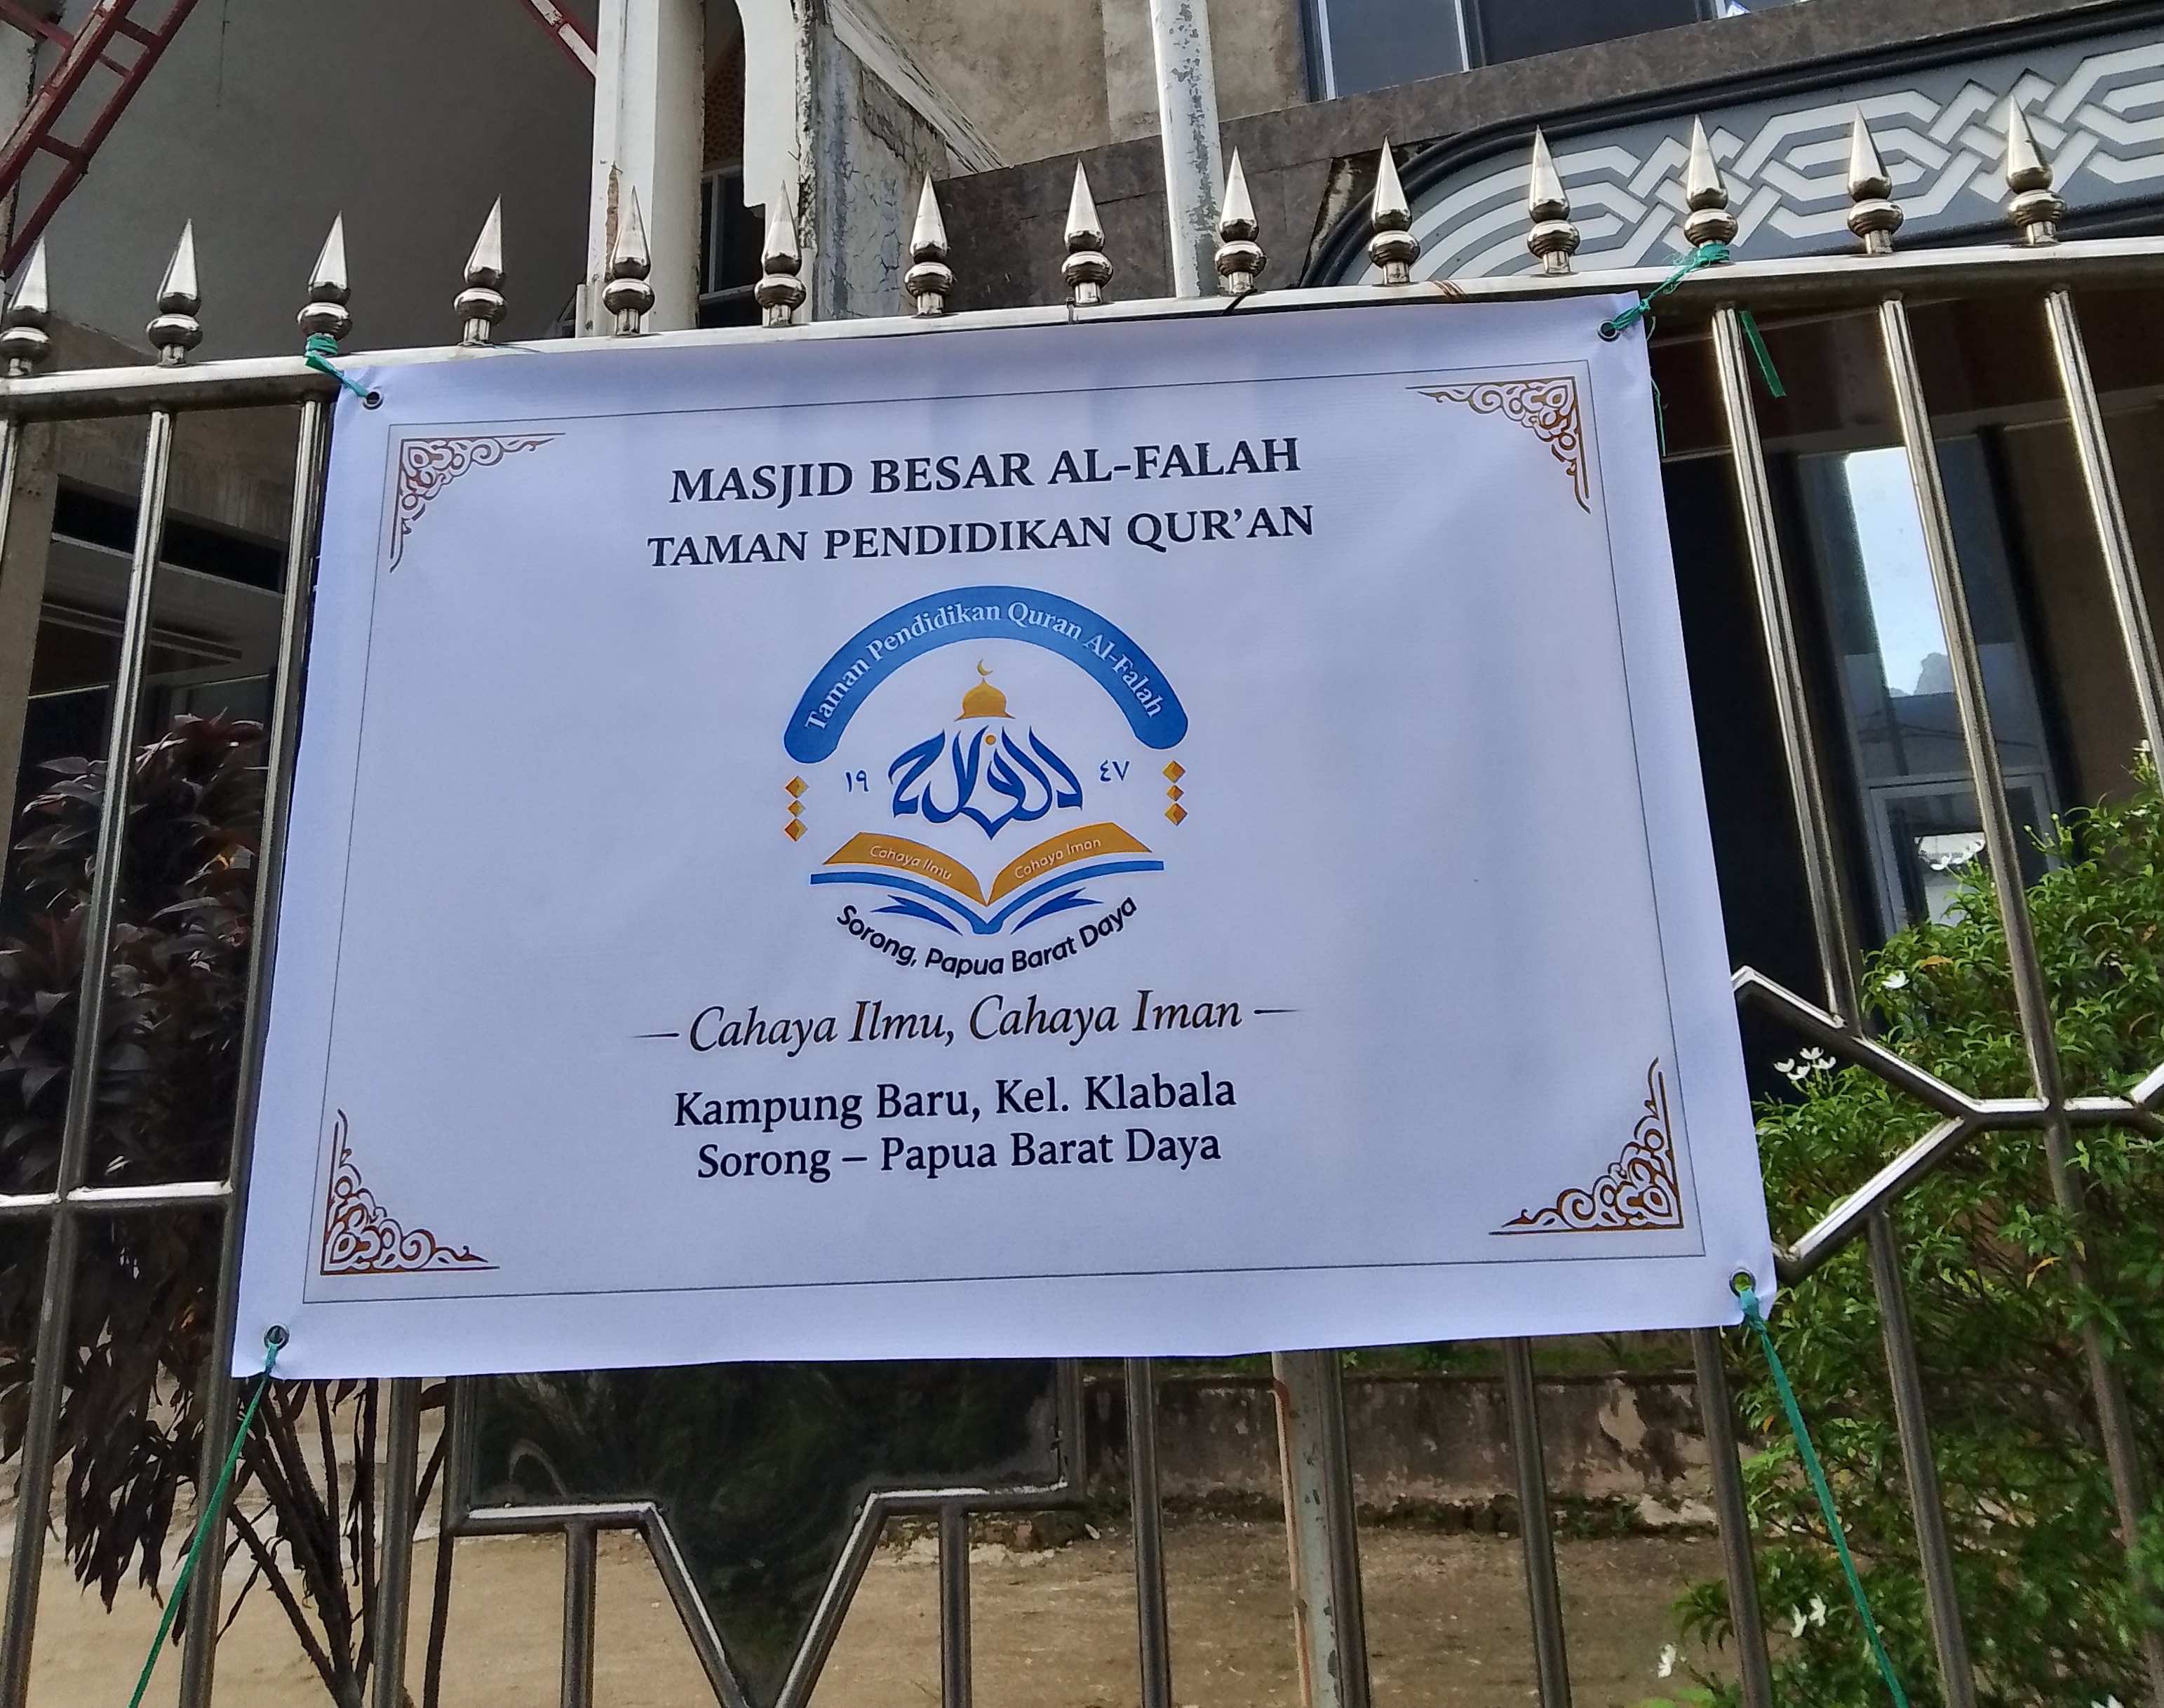 MASJID BESAR AL-FALAH
TAMAN PENDIDIKAN QUR’AN
Taman Pendidikan Quran Al-Falah
١٩ الفلاح ٤٧
Cahaya Ilmu Cahaya Iman
Sorong, Papua Barat Daya
— Cahaya Ilmu, Cahaya Iman —
Kampung Baru, Kel. Klabala
Sorong – Papua Barat Daya